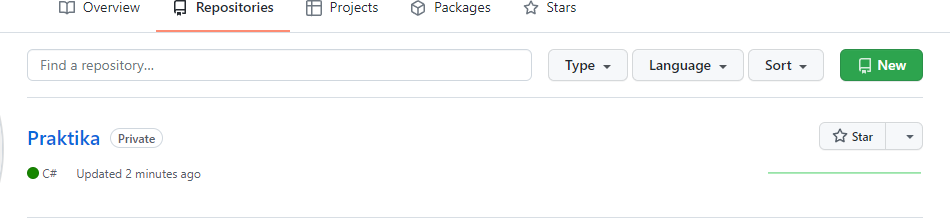 Overview Repositories Projects Packages Stars
Find a repository... Type Language Sort New
Praktika Private Star
C# Updated 2 minutes ago